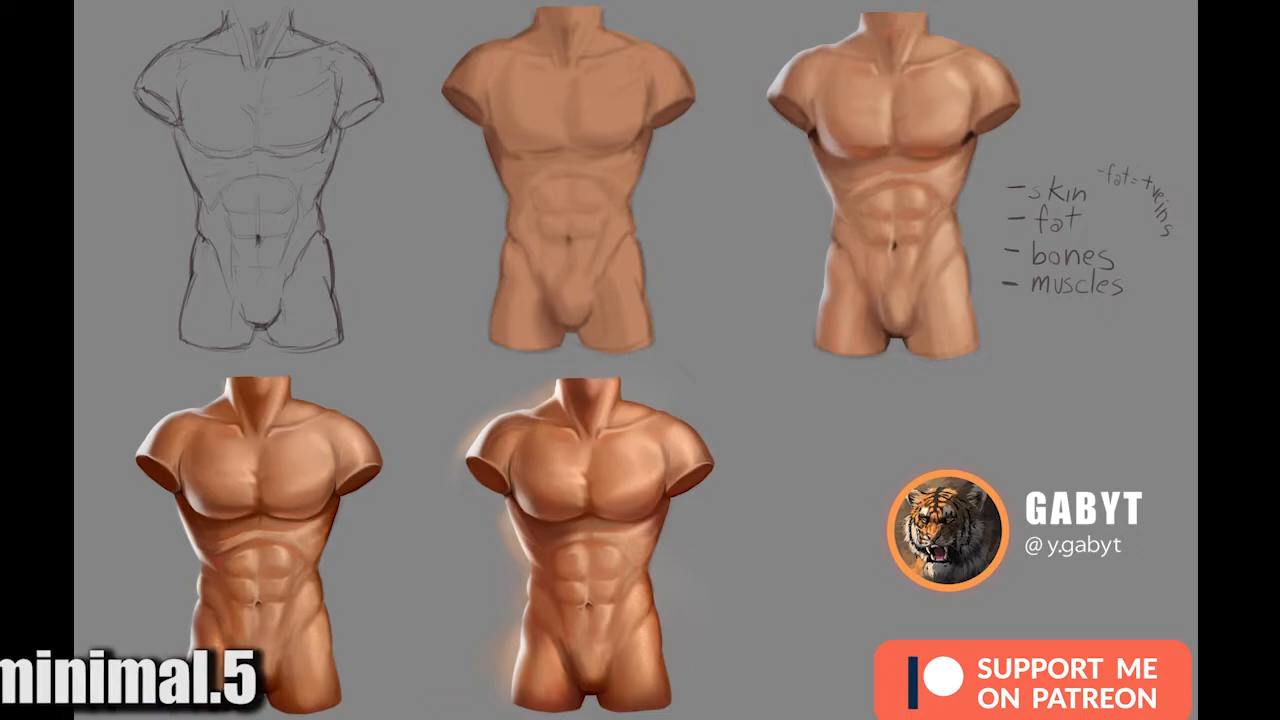 - skin
- fat
- bones
- muscles
-fat=+veins
GABYT
@y.gabyt
minimal.5
SUPPORT ME
ON PATREON